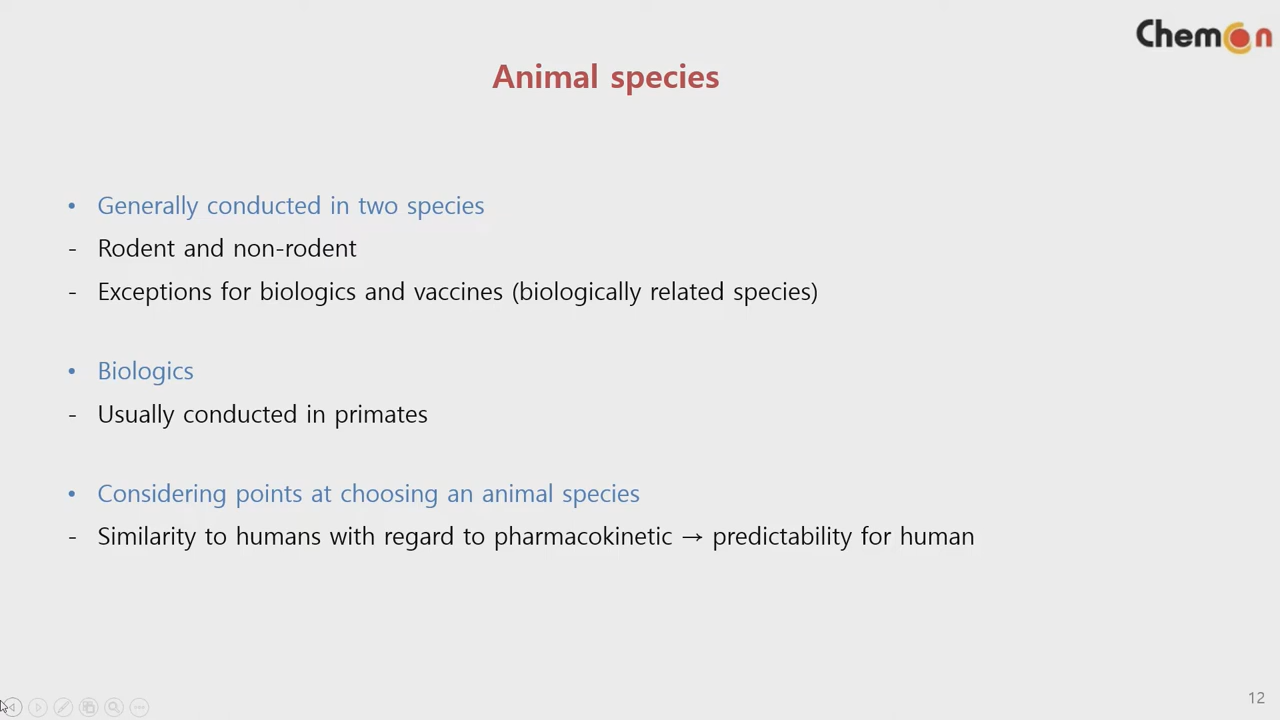 ChemOn
Animal species
• Generally conducted in two species
- Rodent and non-rodent
- Exceptions for biologics and vaccines (biologically related species)
• Biologics
- Usually conducted in primates
• Considering points at choosing an animal species
- Similarity to humans with regard to pharmacokinetic → predictability for human
12